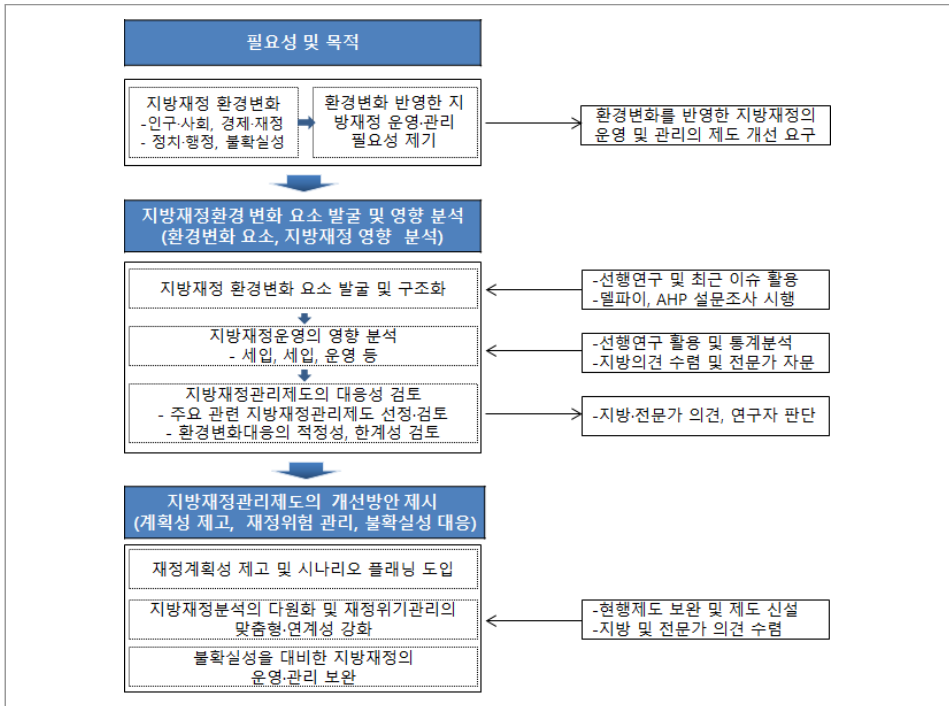 필요성 및 목적
지방재정 환경변화
-인구·사회, 경제·재정
- 정치·행정, 불확실성
환경변화 반영한 지
방재정 운영·관리
필요성 제기
환경변화를 반영한 지방재정의
운영 및 관리의 제도 개선 요구
지방재정환경 변화 요소 발굴 및 영향 분석
(환경변화 요소, 지방재정 영향 분석)
지방재정 환경변화 요소 발굴 및 구조화
-선행연구 및 최근 이슈 활용
-델파이, AHP 설문조사 시행
지방재정운영의 영향 분석
- 세입, 세입, 운영 등
-선행연구 활용 및 통계분석
-지방의견 수렴 및 전문가 자문
지방재정관리제도의 대응성 검토
- 주요 관련 지방재정관리제도 선정·검토
- 환경변화대응의 적정성, 한계성 검토
-지방·전문가 의견, 연구자 판단
지방재정관리제도의 개선방안 제시
(계획성 제고, 재정위험 관리, 불확실성 대응)
재정계획성 제고 및 시나리오 플래닝 도입
지방재정분석의 다원화 및 재정위기관리의
맞춤형·연계성 강화
-현행제도 보완 및 제도 신설
-지방 및 전문가 의견 수렴
불확실성을 대비한 지방재정의
운영·관리 보완